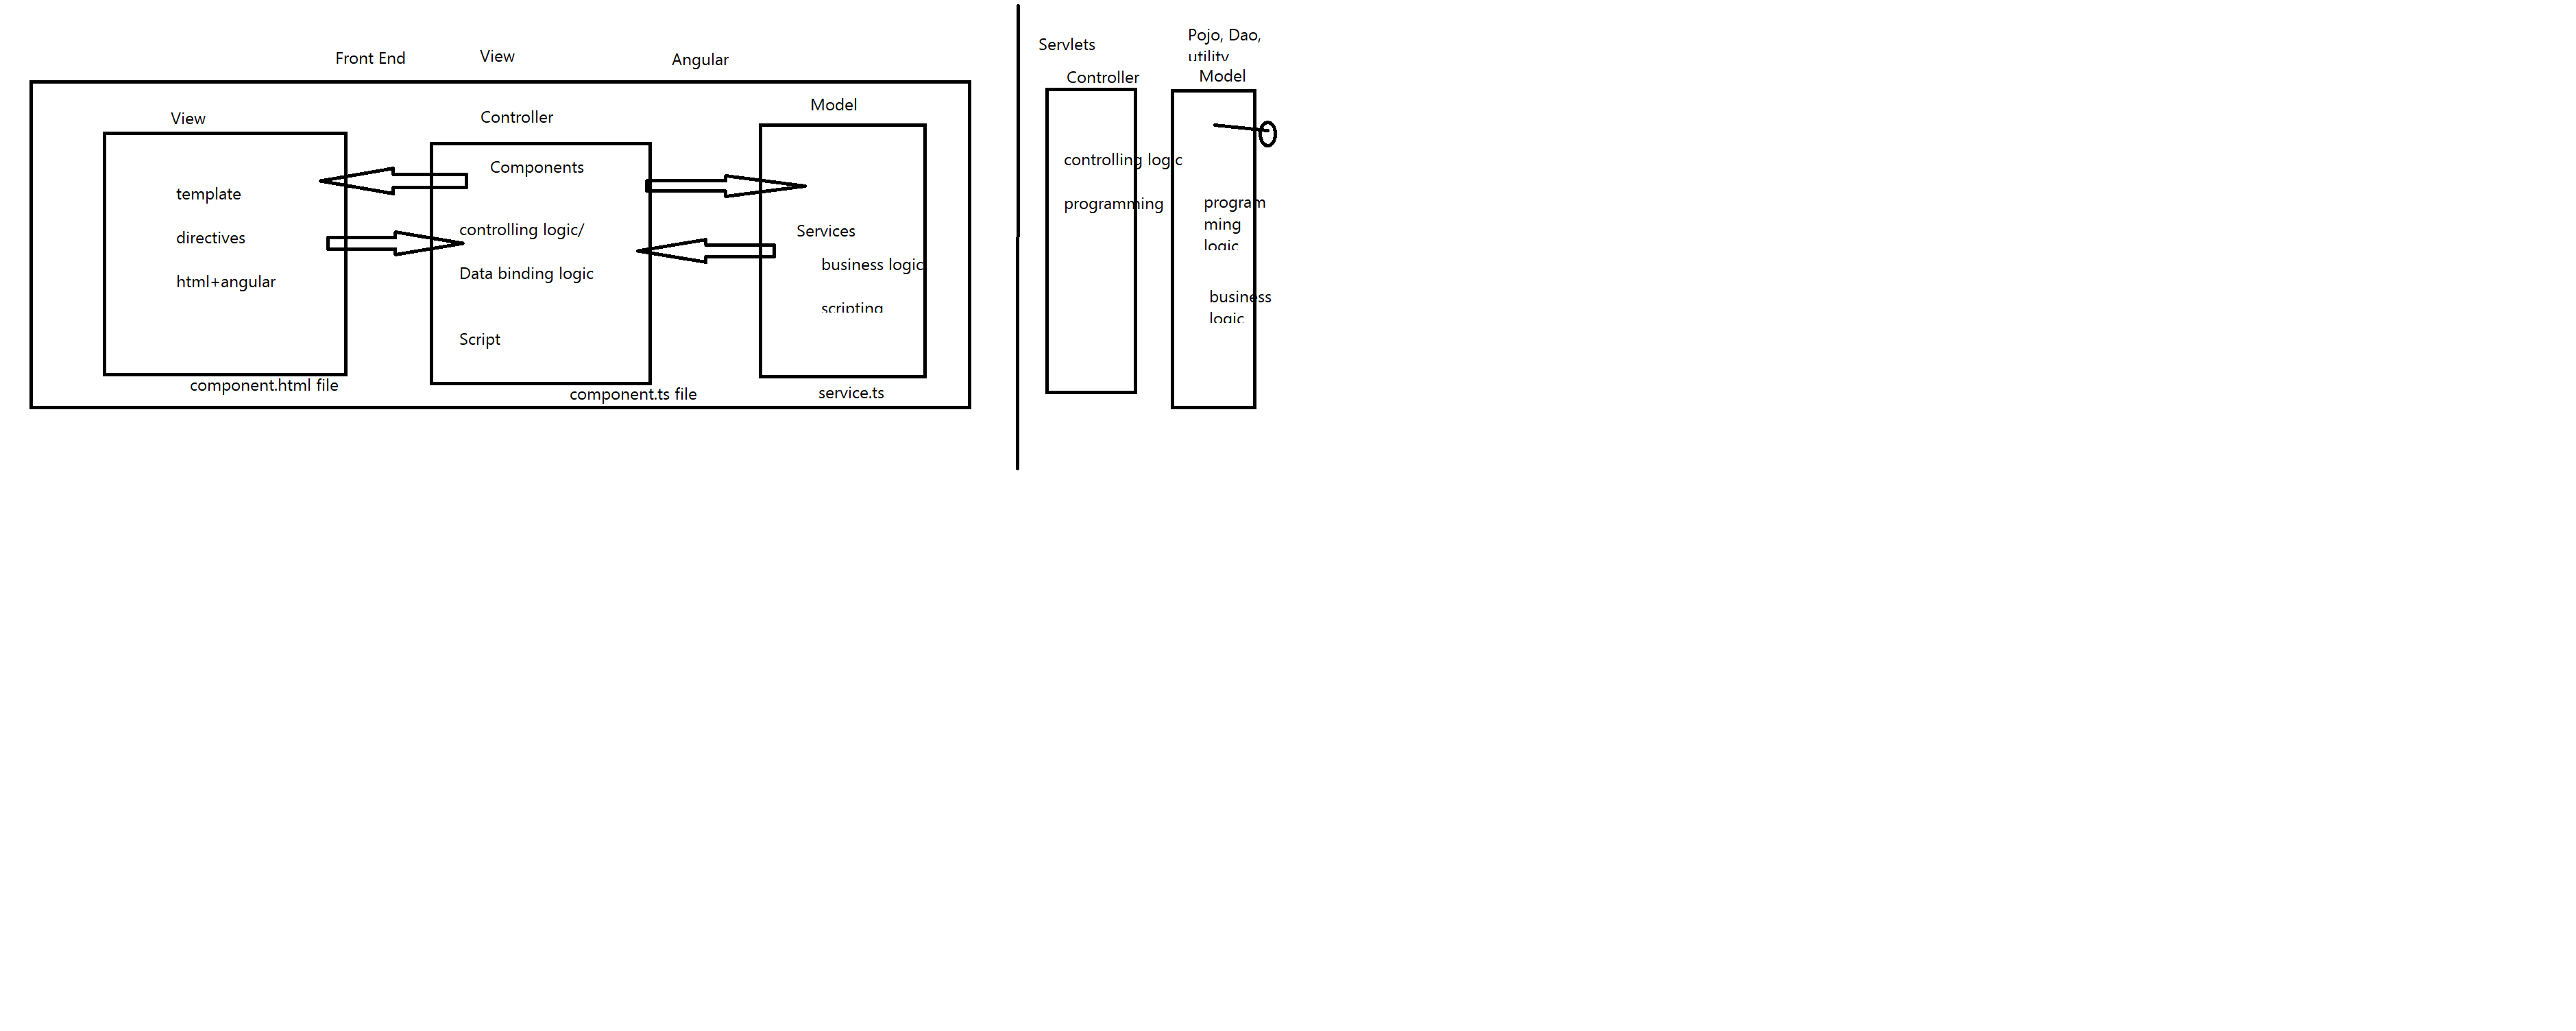 Front End
View
Angular
View
template
directives
html+angular
component.html file
Controller
Components
controlling logic/
Data binding logic
Script
component.ts file
Model
Services
business logic
scripting
service.ts
Servlets
Controller
controlling logic
programming
Pojo, Dao,
utility
Model
program
ming
logic
business
logic